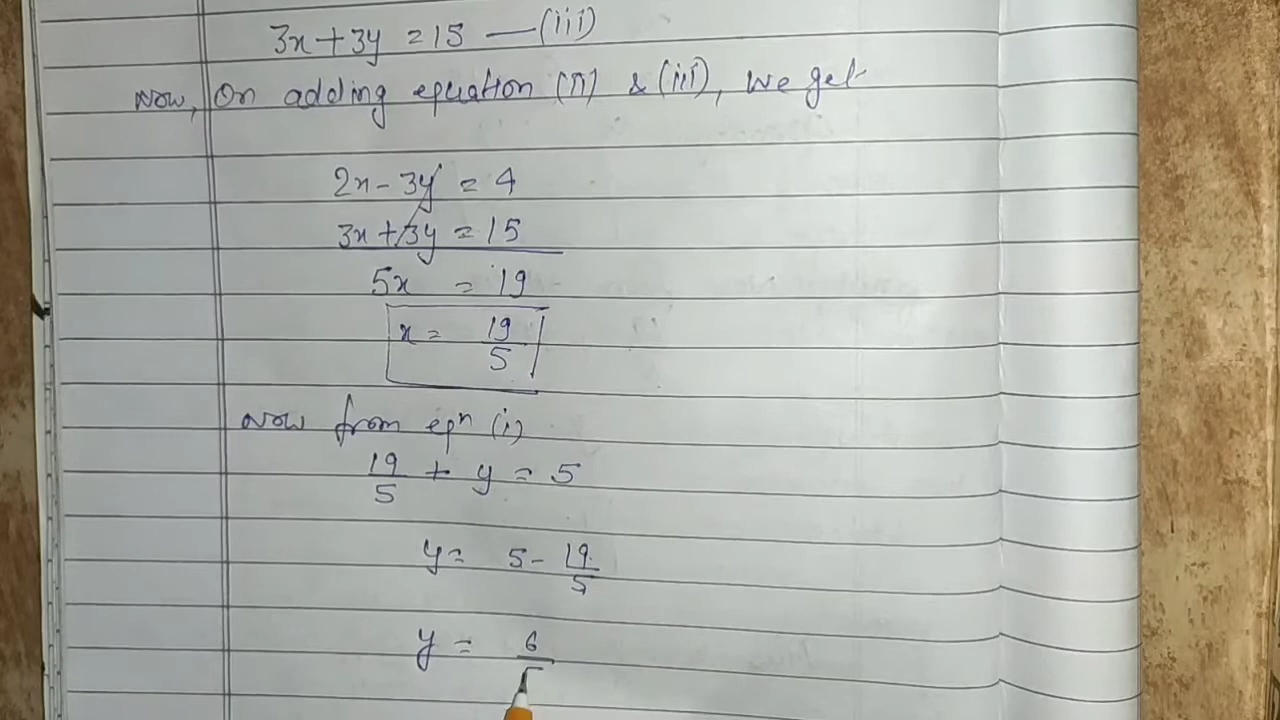 3x + 3y = 15 — (iii)
Now, On adding equation (ii) & (iii), we get
2x - 3y = 4
3x + 3y = 15
5x = 19
x = 19/5
Now from eqn (i)
19/5 + y = 5
y = 5 - 19/5
y = 6/